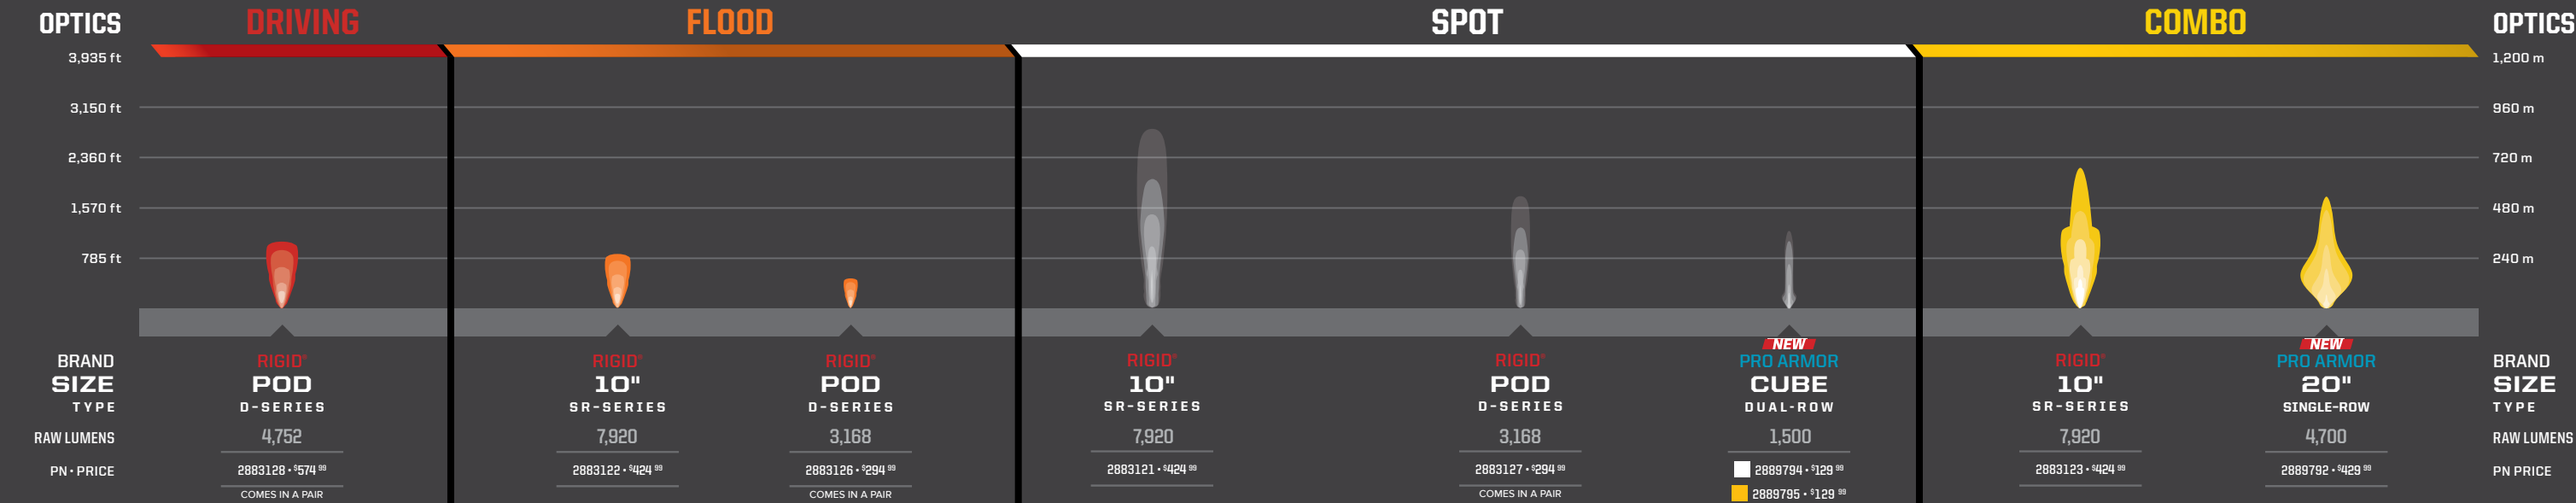 OPTICS DRIVING FLOOD SPOT COMBO OPTICS
3,935 ft 1,200 m
3,150 ft 960 m
2,360 ft 720 m
1,570 ft 480 m
785 ft 240 m
NEW NEW
BRAND RIGID® RIGID® RIGID® RIGID® RIGID® PRO ARMOR RIGID® PRO ARMOR BRAND
SIZE POD 10" POD 10" POD CUBE 10" 20" SIZE
TYPE D-SERIES SR-SERIES D-SERIES SR-SERIES D-SERIES DUAL-ROW SR-SERIES SINGLE-ROW TYPE
RAW LUMENS 4,752 7,920 3,168 7,920 3,168 1,500 7,920 4,700 RAW LUMENS
PN • PRICE 2883128 • $574 99 2883122 • $424 99 2883126 • $294 99 2883121 • $424 99 2883127 • $294 99 2889794 • $129 99 2883123 • $424 99 2889792 • $429 99 PN PRICE
COMES IN A PAIR COMES IN A PAIR COMES IN A PAIR 2889795 • $129 99